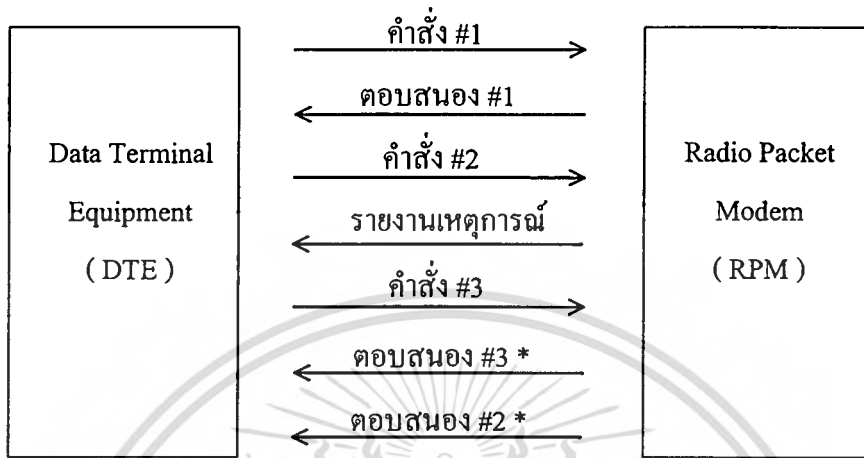 คำสั่ง #1
ตอบสนอง #1
Data Terminal
Equipment
( DTE )
คำสั่ง #2
รายงานเหตุการณ์
คำสั่ง #3
ตอบสนอง #3 *
ตอบสนอง #2 *
Radio Packet
Modem
( RPM )